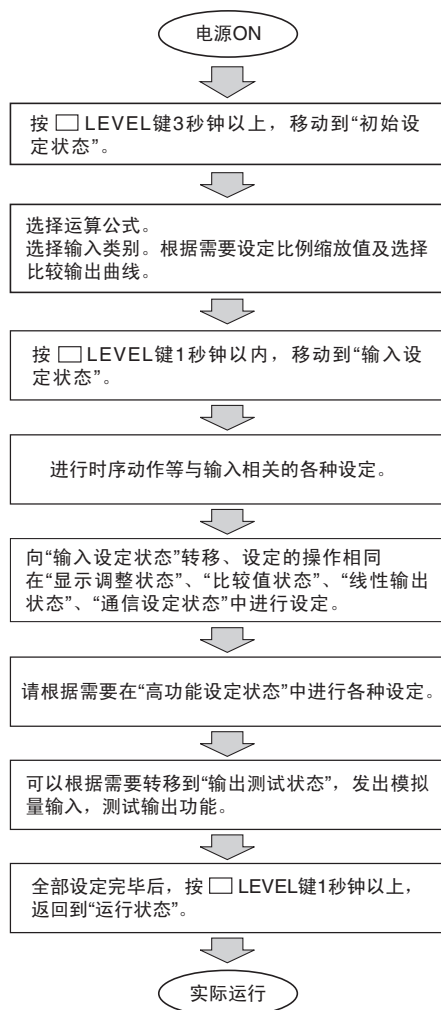 电源ON
按 □ LEVEL键3秒钟以上，移动到“初始设
定状态”。
选择运算公式。
选择输入类别。根据需要设定比例缩放值及选择
比较输出曲线。
按 □ LEVEL键1秒钟以内，移动到“输入设
定状态”。
进行时序动作等与输入相关的各种设定。
向“输入设定状态”转移、设定的操作相同
在“显示调整状态”、“比较值状态”、“线性输出
状态”、“通信设定状态”中进行设定。
请根据需要在“高功能设定状态”中进行各种设定。
可以根据需要转移到“输出测试状态”，发出模拟
量输入，测试输出功能。
全部设定完毕后，按 □ LEVEL键1秒钟以上，
返回到“运行状态”。
实际运行